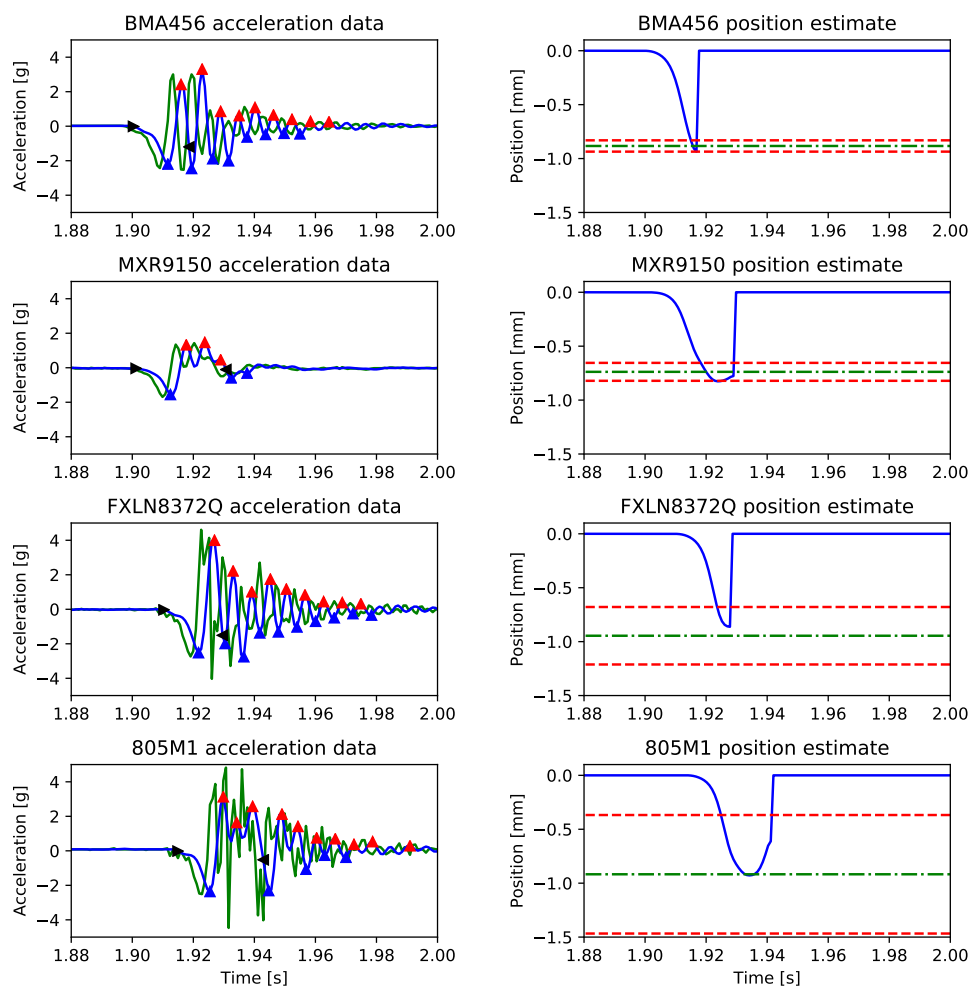 BMA456 acceleration data
Acceleration [g]
4
2
0
−2
−4
1.88 1.90 1.92 1.94 1.96 1.98 2.00
BMA456 position estimate
Position [mm]
0.0
−0.5
−1.0
−1.5
1.88 1.90 1.92 1.94 1.96 1.98 2.00
MXR9150 acceleration data
Acceleration [g]
4
2
0
−2
−4
1.88 1.90 1.92 1.94 1.96 1.98 2.00
MXR9150 position estimate
Position [mm]
0.0
−0.5
−1.0
−1.5
1.88 1.90 1.92 1.94 1.96 1.98 2.00
FXLN8372Q acceleration data
Acceleration [g]
4
2
0
−2
−4
1.88 1.90 1.92 1.94 1.96 1.98 2.00
FXLN8372Q position estimate
Position [mm]
0.0
−0.5
−1.0
−1.5
1.88 1.90 1.92 1.94 1.96 1.98 2.00
805M1 acceleration data
Acceleration [g]
4
2
0
−2
−4
1.88 1.90 1.92 1.94 1.96 1.98 2.00
Time [s]
805M1 position estimate
Position [mm]
0.0
−0.5
−1.0
−1.5
1.88 1.90 1.92 1.94 1.96 1.98 2.00
Time [s]